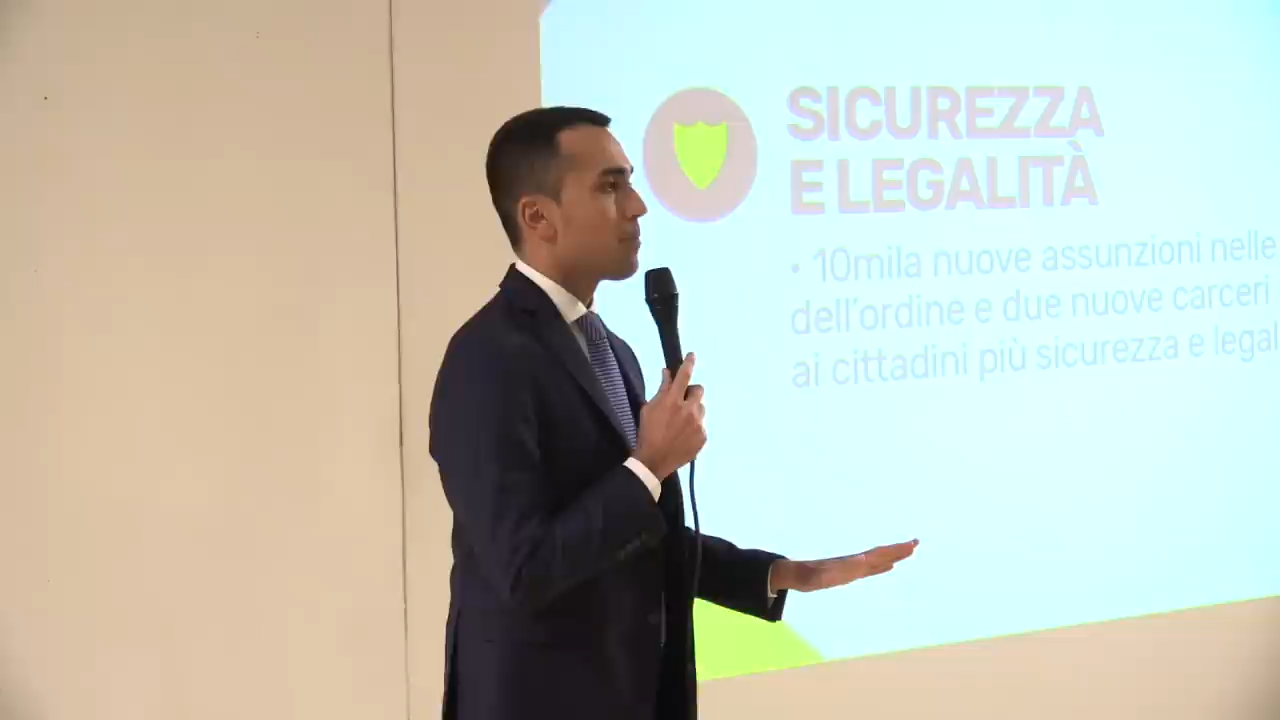 SICUREZZA
E LEGALITÀ
• 10mila nuove assunzioni nelle
dell'ordine e due nuove carceri
ai cittadini più sicurezza e legal